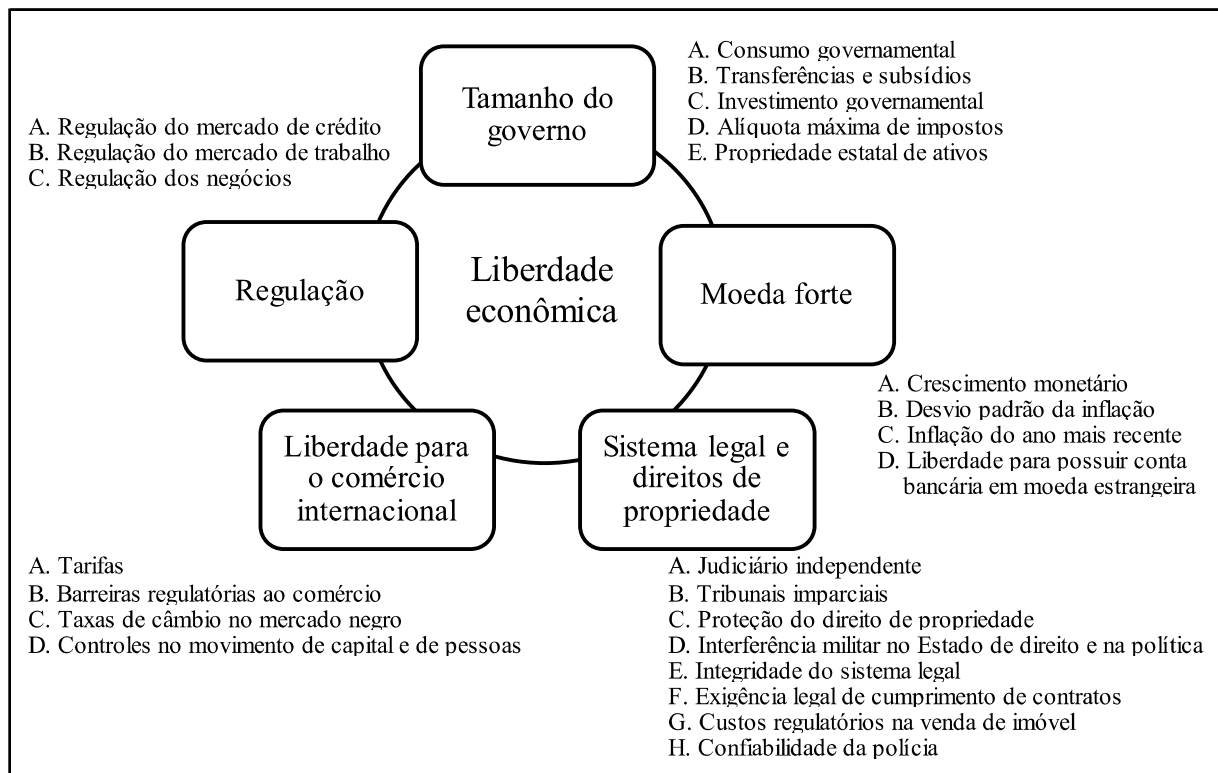 Tamanho do
governo
A. Consumo governamental
B. Transferências e subsídios
C. Investimento governamental
D. Alíquota máxima de impostos
E. Propriedade estatal de ativos
A. Regulação do mercado de crédito
B. Regulação do mercado de trabalho
C. Regulação dos negócios
Regulação
Liberdade
econômica
Moeda forte
A. Crescimento monetário
B. Desvio padrão da inflação
C. Inflação do ano mais recente
D. Liberdade para possuir conta
bancária em moeda estrangeira
Liberdade para
o comércio
internacional
Sistema legal e
direitos de
propriedade
A. Tarifas
B. Barreiras regulatórias ao comércio
C. Taxas de câmbio no mercado negro
D. Controles no movimento de capital e de pessoas
A. Judiciário independente
B. Tribunais imparciais
C. Proteção do direito de propriedade
D. Interferência militar no Estado de direito e na política
E. Integridade do sistema legal
F. Exigência legal de cumprimento de contratos
G. Custos regulatórios na venda de imóvel
H. Confiabilidade da polícia